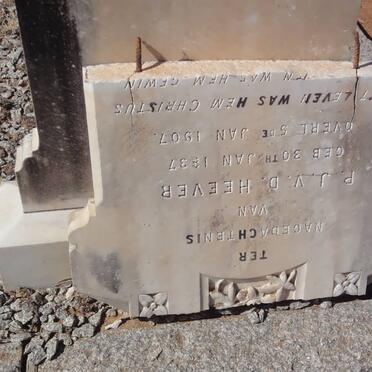 TER
NAGEDACHTENIS
VAN
P. J. V. D. HEEVER
GEB 30TH JAN 1837
OVERL 5DE JAN 1907.
LEVEN WAS HEM CHRISTUS
WAS HEM GEWIN